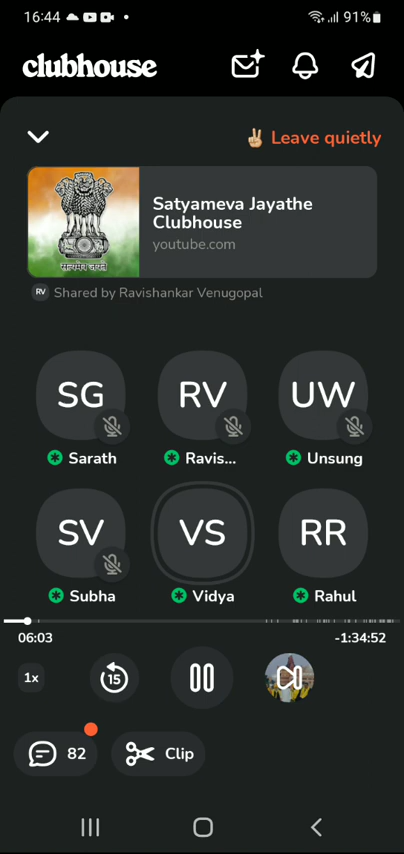 16:44
91%
clubhouse
Leave quietly
सत्यमेव जयते
Satyameva Jayathe
Clubhouse
youtube.com
RV Shared by Ravishankar Venugopal
SG
RV
UW
Sarath
Ravis...
Unsung
SV
VS
RR
Subha
Vidya
Rahul
06:03
-1:34:52
1x
15
82
Clip